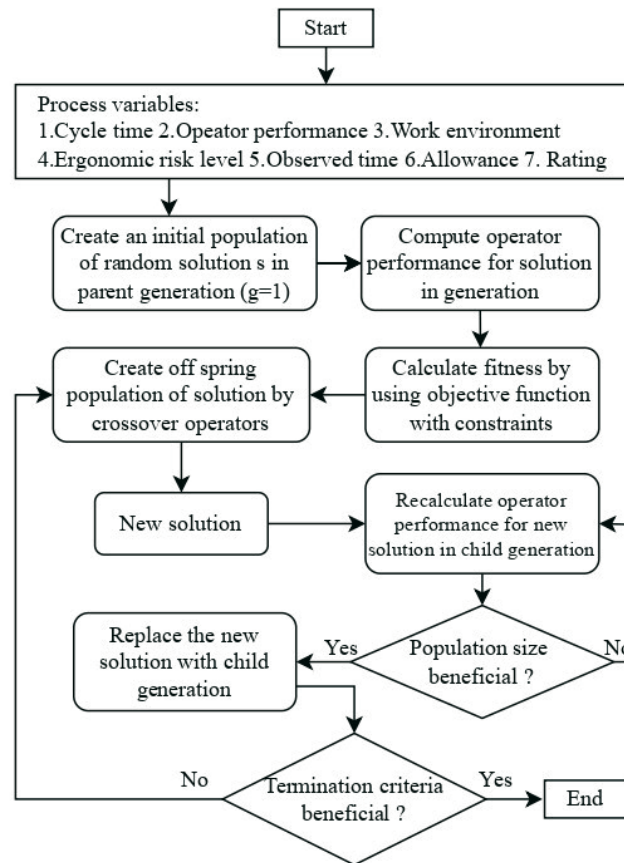 Start
Process variables:
1.Cycle time 2.Opeator performance 3.Work environment
4.Ergonomic risk level 5.Observed time 6.Allowance 7. Rating
Create an initial population
of random solution s in
parent generation (g=1)
Compute operator
performance for solution
in generation
Create off spring
population of solution by
crossover operators
Calculate fitness by
using objective function
with constraints
New solution
Recalculate operator
performance for new
solution in child generation
Replace the new
solution with child
generation
Yes
Population size
beneficial ?
No
No
Termination criteria
beneficial ?
Yes
End